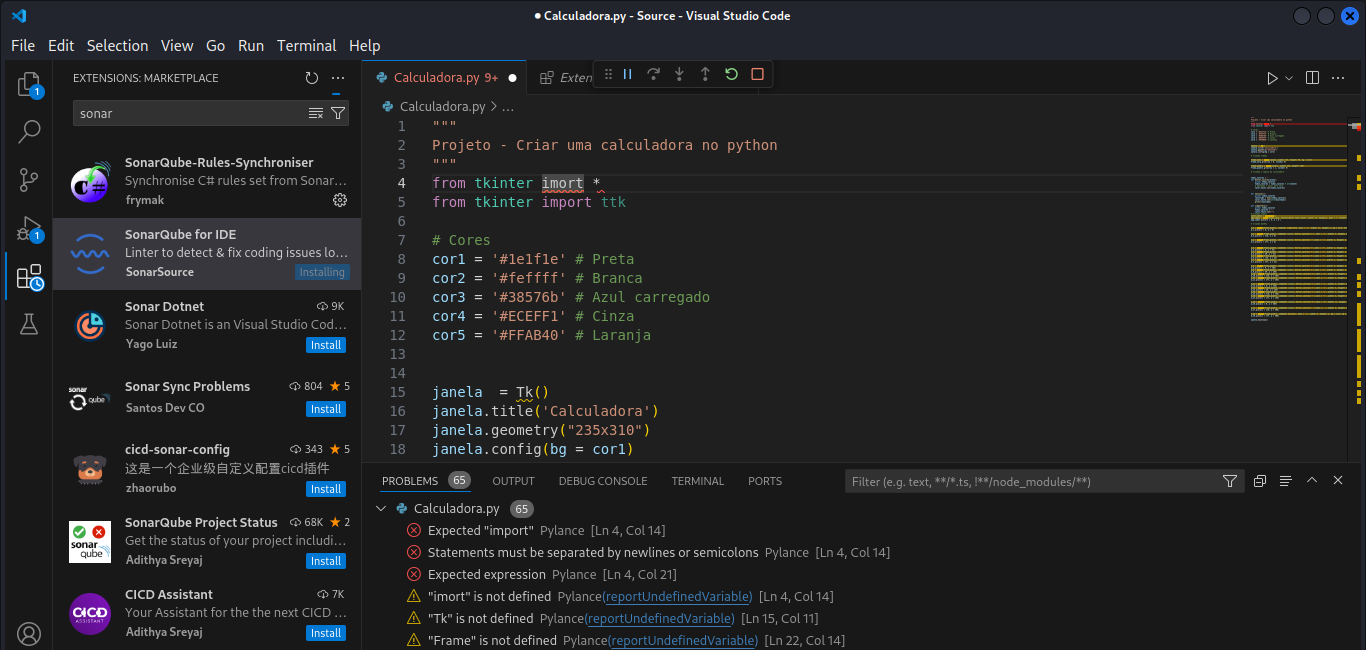 ● Calculadora.py - Source - Visual Studio Code
File Edit Selection View Go Run Terminal Help
EXTENSIONS: MARKETPLACE
sonar
SonarQube-Rules-Synchroniser
Synchronise C# rules set from Sonar…
frymak
SonarQube for IDE
Linter to detect & fix coding issues lo…
SonarSource Installing
Sonar Dotnet 9K
Sonar Dotnet is an Visual Studio Cod…
Yago Luiz Install
Sonar Sync Problems 804 ★ 5
Santos Dev CO Install
cicd-sonar-config 343 ★ 5
这是一个企业级自定义配置cicd插件
zhaorubo Install
SonarQube Project Status 68K ★ 2
Get the status of your project includi…
Adithya Sreyaj Install
CICD Assistant 7K
Your Assistant for the the next CICD …
Adithya Sreyaj Install
1
1
C#
sonar
qube
sonar
qube
CICD
ASSISTANT
Calculadora.py 9+ ● Exten
Calculadora.py > …
1 """
2 Projeto - Criar uma calculadora no python
3 """
4 from tkinter imort *
5 from tkinter import ttk
6
7 # Cores
8 cor1 = '#1e1f1e' # Preta
9 cor2 = '#feffff' # Branca
10 cor3 = '#38576b' # Azul carregado
11 cor4 = '#ECEFF1' # Cinza
12 cor5 = '#FFAB40' # Laranja
13
14
15 janela  = Tk()
16 janela.title('Calculadora')
17 janela.geometry("235x310")
18 janela.config(bg = cor1)
PROBLEMS 65 OUTPUT DEBUG CONSOLE TERMINAL PORTS Filter (e.g. text, **/*.ts, !**/node_modules/**)
Calculadora.py 65
Expected "import" Pylance [Ln 4, Col 14]
Statements must be separated by newlines or semicolons Pylance [Ln 4, Col 14]
Expected expression Pylance [Ln 4, Col 21]
"imort" is not defined Pylance(reportUndefinedVariable) [Ln 4, Col 14]
"Tk" is not defined Pylance(reportUndefinedVariable) [Ln 15, Col 11]
"Frame" is not defined Pylance(reportUndefinedVariable) [Ln 22, Col 14]